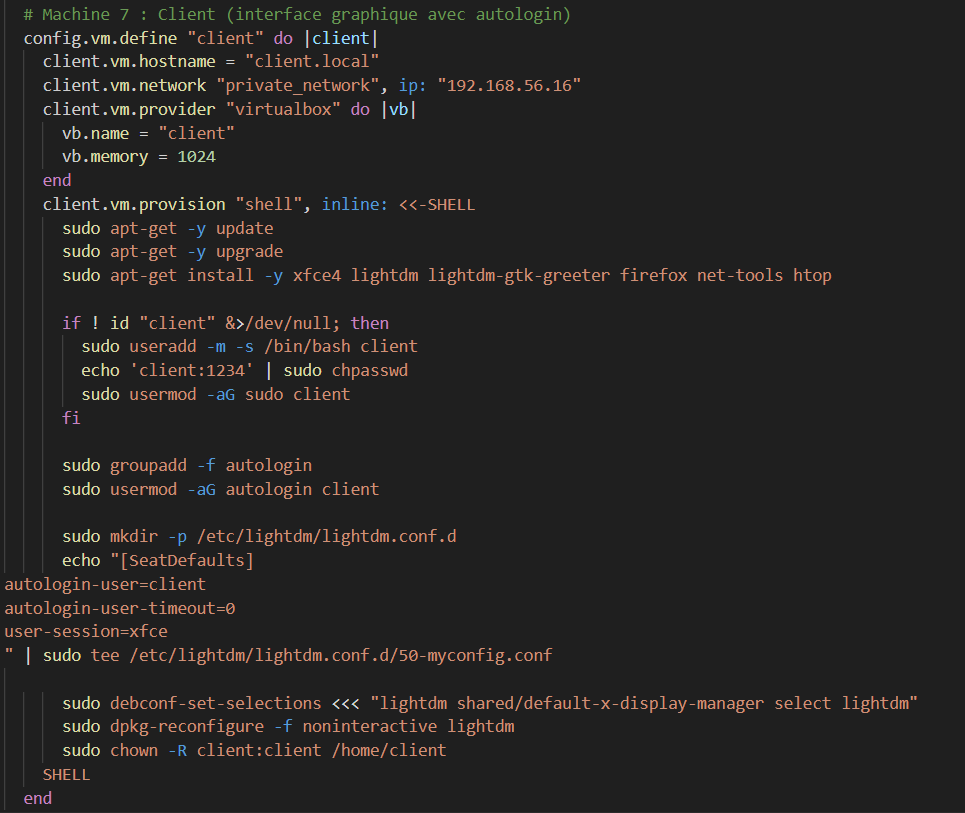 # Machine 7 : Client (interface graphique avec autologin)
config.vm.define "client" do |client|
client.vm.hostname = "client.local"
client.vm.network "private_network", ip: "192.168.56.16"
client.vm.provider "virtualbox" do |vb|
vb.name = "client"
vb.memory = 1024
end
client.vm.provision "shell", inline: <<-SHELL
sudo apt-get -y update
sudo apt-get -y upgrade
sudo apt-get install -y xfce4 lightdm lightdm-gtk-greeter firefox net-tools htop
if ! id "client" &>/dev/null; then
sudo useradd -m -s /bin/bash client
echo 'client:1234' | sudo chpasswd
sudo usermod -aG sudo client
fi
sudo groupadd -f autologin
sudo usermod -aG autologin client
sudo mkdir -p /etc/lightdm/lightdm.conf.d
echo "[SeatDefaults]
autologin-user=client
autologin-user-timeout=0
user-session=xfce
" | sudo tee /etc/lightdm/lightdm.conf.d/50-myconfig.conf
sudo debconf-set-selections <<< "lightdm shared/default-x-display-manager select lightdm"
sudo dpkg-reconfigure -f noninteractive lightdm
sudo chown -R client:client /home/client
SHELL
end